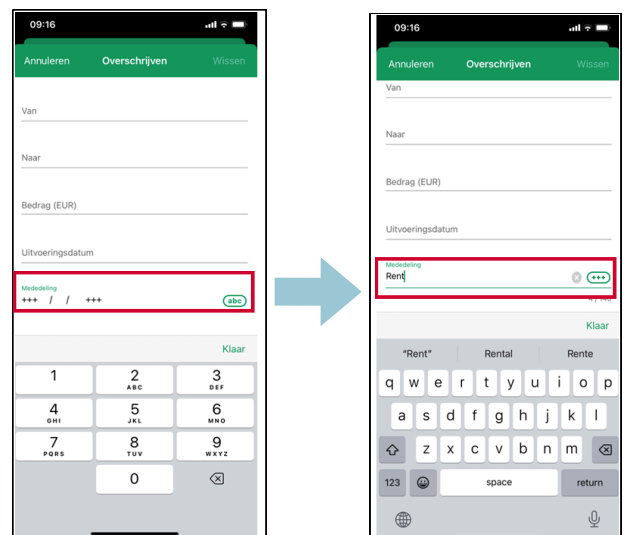 09:16
Annuleren Overschrijven Wissen
Van
Naar
Bedrag (EUR)
Uitvoeringsdatum
Mededeling
+++ / / +++ abc
Klaar
1 2 3
ABC DEF
4 5 6
GHI JKL MNO
7 8 9
PQRS TUV WXYZ
0
09:16
Annuleren Overschrijven Wissen
Van
Naar
Bedrag (EUR)
Uitvoeringsdatum
Mededeling
Rent +++
Klaar
"Rent" Rental Rente
q w e r t y u i o p
a s d f g h j k l
z x c v b n m
123 space return